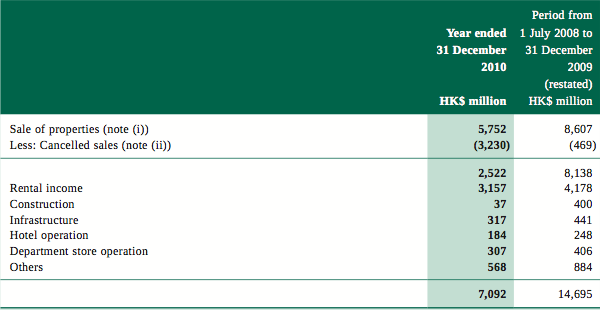 Period from
Year ended 1 July 2008 to
31 December 31 December
2010 2009
(restated)
HK$ million HK$ million
Sale of properties (note (i)) 5,752 8,607
Less: Cancelled sales (note (ii)) (3,230) (469)
2,522 8,138
Rental income 3,157 4,178
Construction 37 400
Infrastructure 317 441
Hotel operation 184 248
Department store operation 307 406
Others 568 884
7,092 14,695